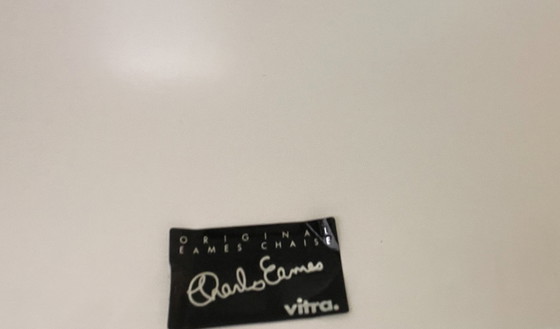 ORIGINAL
EAMES CHAISE
Charles Eames
vitra.